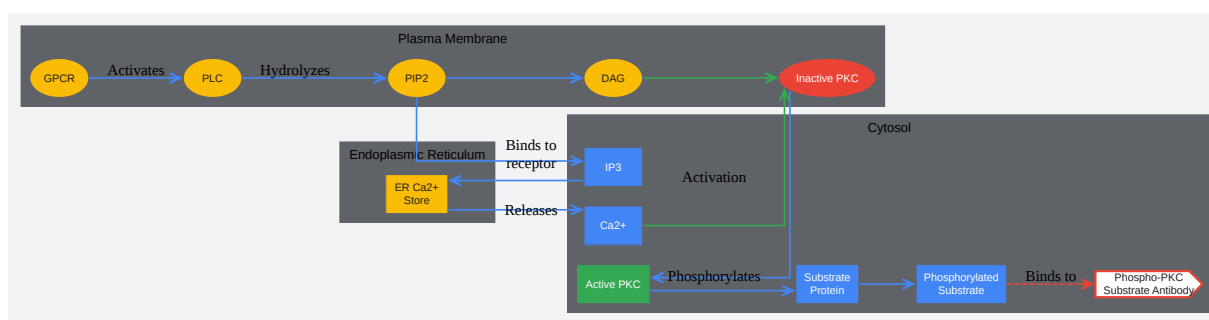 Plasma Membrane
GPCR
Activates
PLC
Hydrolyzes
PIP2
DAG
Inactive PKC
Cytosol
Endoplasmic Reticulum
Binds to
receptor
IP3
Activation
ER Ca2+
Store
Releases
Ca2+
Active PKC
Phosphorylates
Substrate
Protein
Phosphorylated
Substrate
Binds to
Phospho-PKC
Substrate Antibody